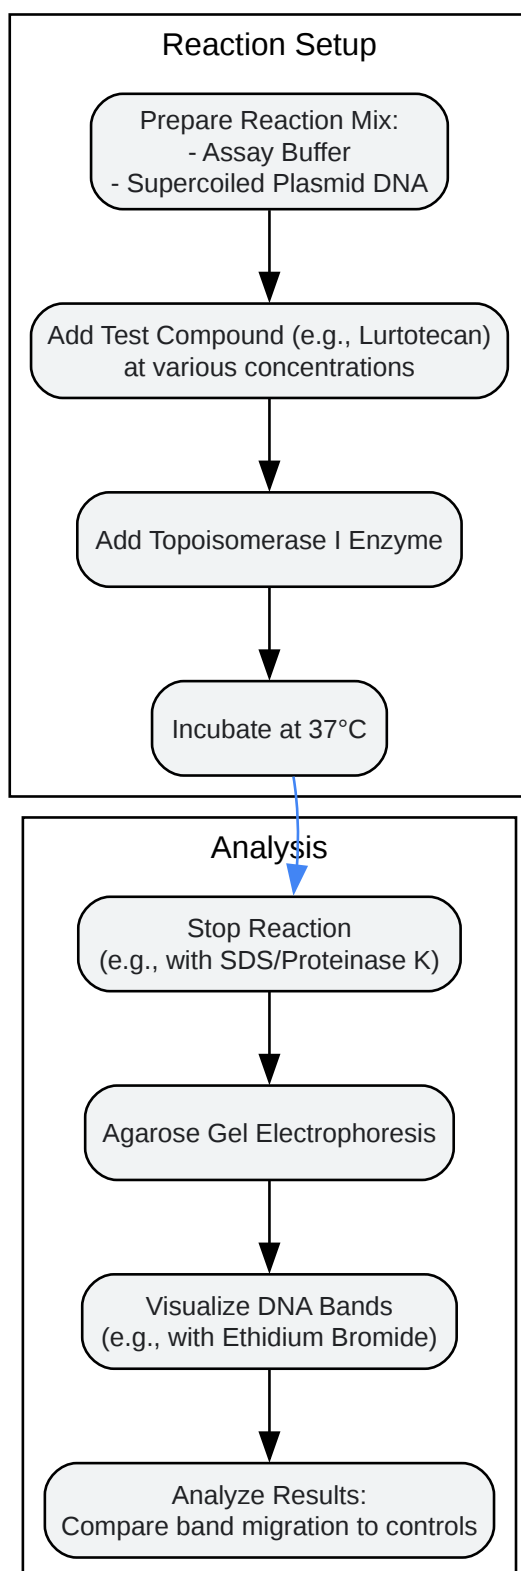 Reaction Setup
Prepare Reaction Mix:
- Assay Buffer
- Supercoiled Plasmid DNA
Add Test Compound (e.g., Lurtotecan)
at various concentrations
Add Topoisomerase I Enzyme
Incubate at 37°C
Analysis
Stop Reaction
(e.g., with SDS/Proteinase K)
Agarose Gel Electrophoresis
Visualize DNA Bands
(e.g., with Ethidium Bromide)
Analyze Results:
Compare band migration to controls